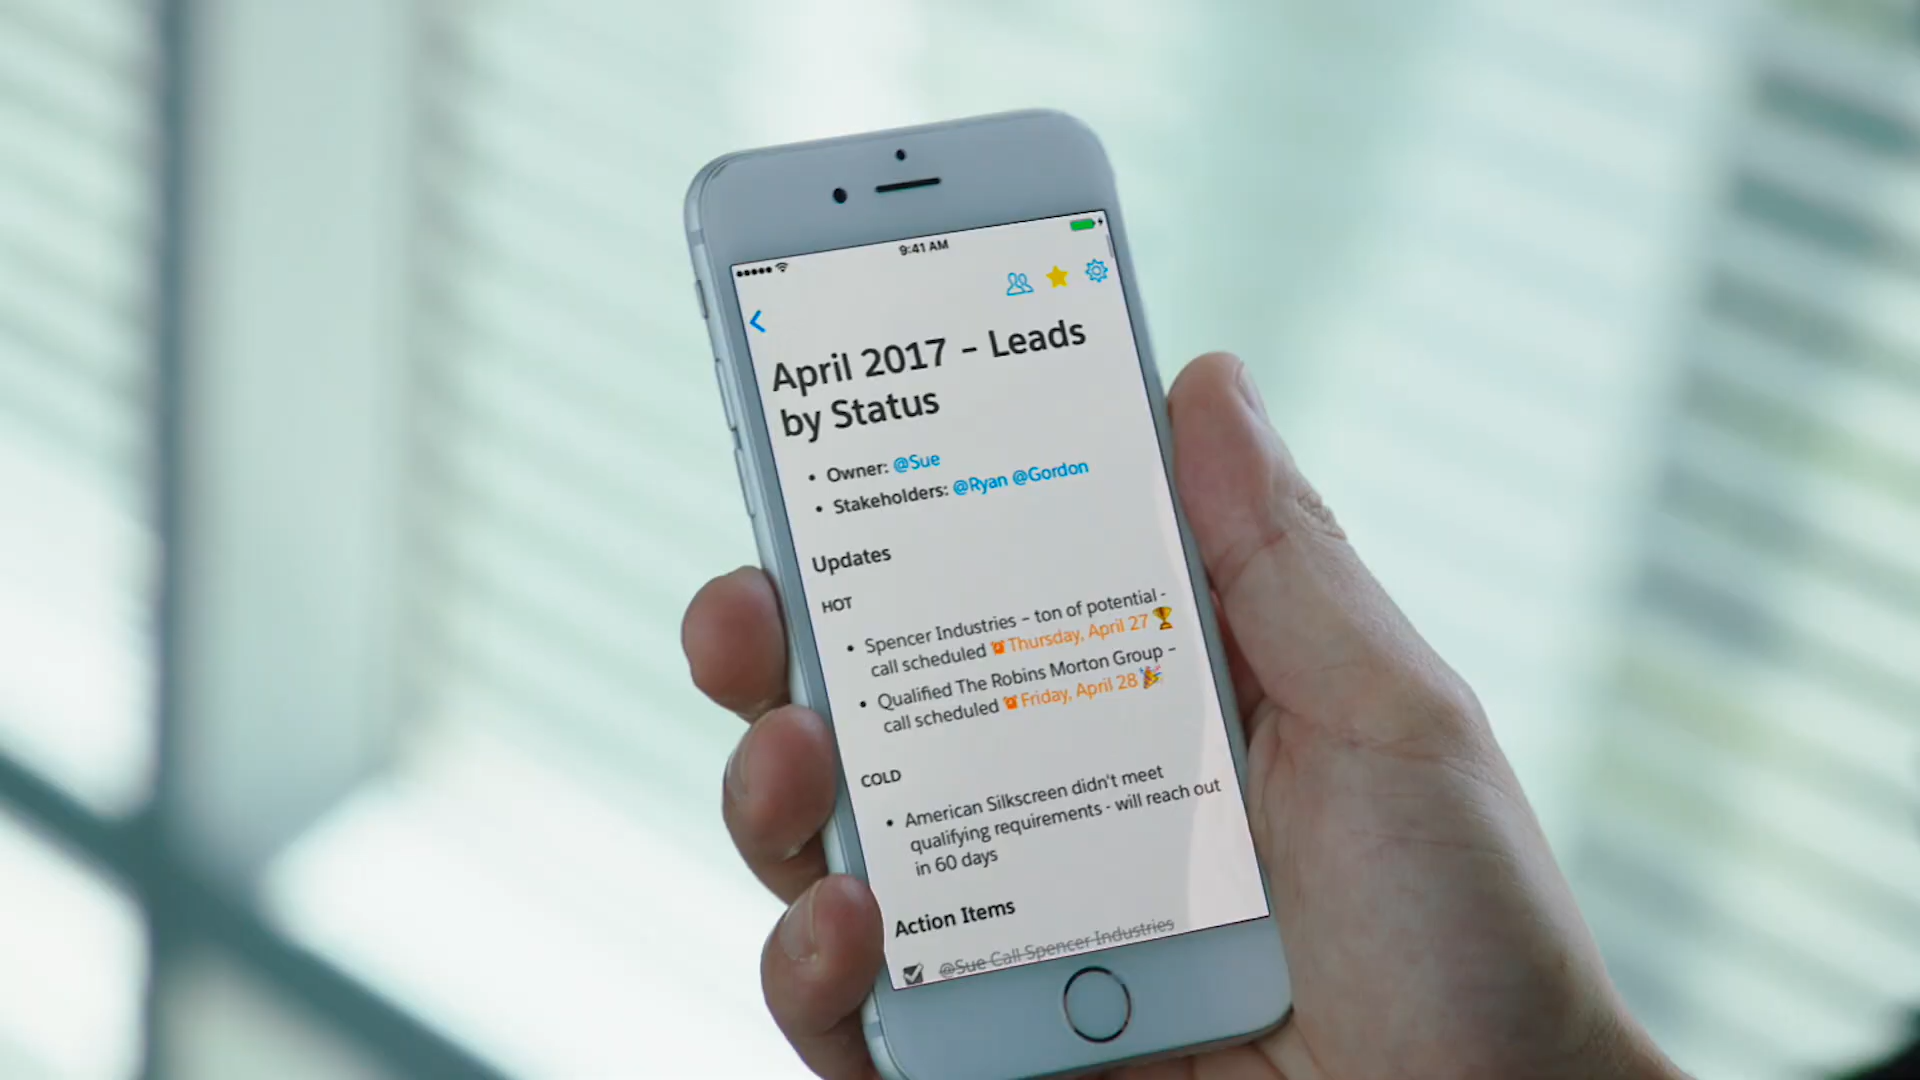 9:41 AM
April 2017 – Leads
by Status
• Owner: @Sue
• Stakeholders: @Ryan @Gordon
Updates
HOT
• Spencer Industries – ton of potential -
call scheduled ⏰Thursday, April 27 🏆
• Qualified The Robins Morton Group –
call scheduled ⏰Friday, April 28 🎉
COLD
• American Silkscreen didn't meet
qualifying requirements - will reach out
in 60 days
Action Items
@Sue Call Spencer Industries